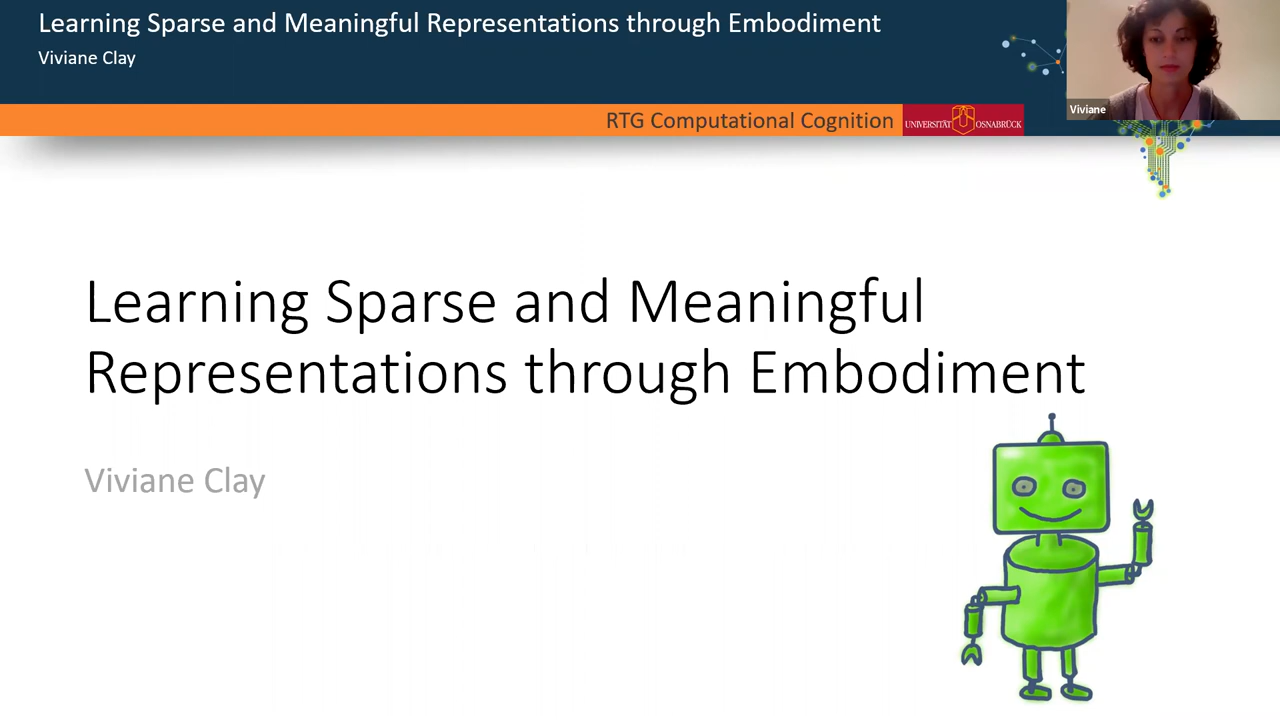 Learning Sparse and Meaningful Representations through Embodiment
Viviane Clay
Viviane
RTG Computational Cognition
UNIVERSITÄT OSNABRÜCK
Learning Sparse and Meaningful
Representations through Embodiment
Viviane Clay